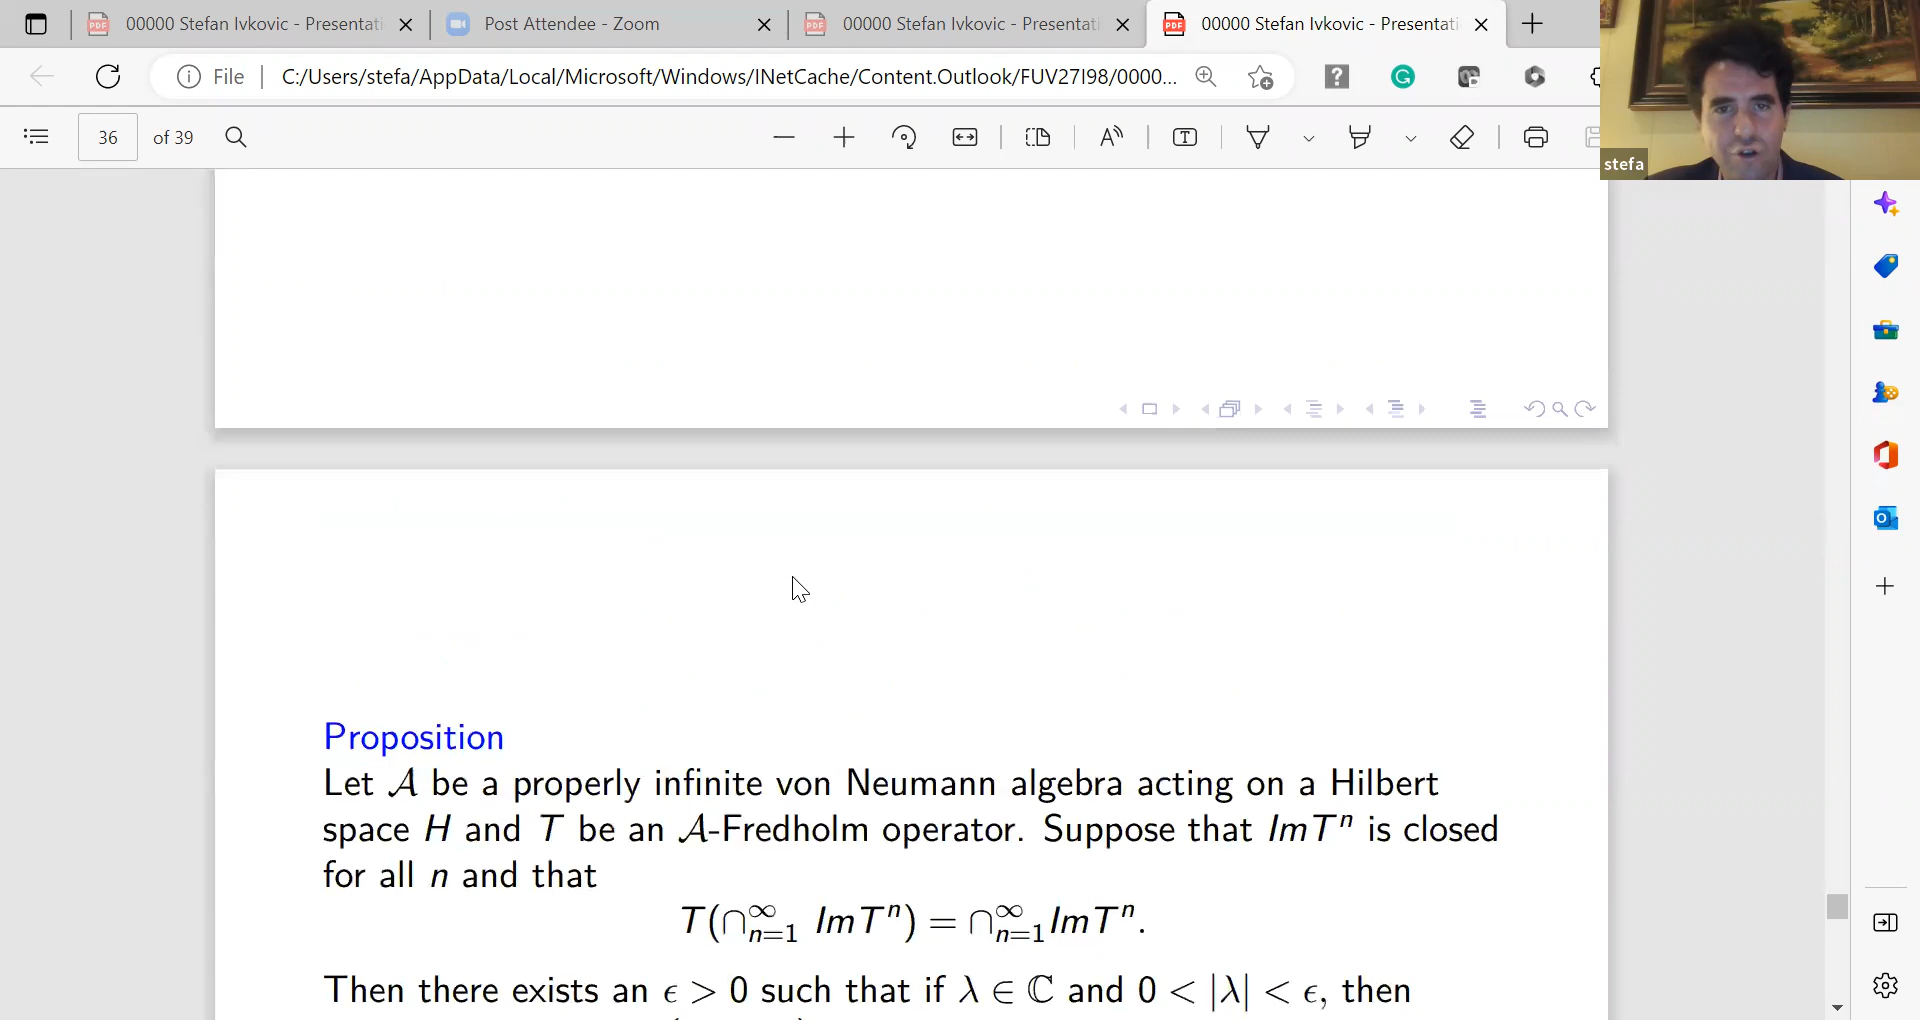 00000 Stefan Ivkovic - Presentati
Post Attendee - Zoom
00000 Stefan Ivkovic - Presentati
00000 Stefan Ivkovic - Presentati
File
C:/Users/stefa/AppData/Local/Microsoft/Windows/INetCache/Content.Outlook/FUV27I98/0000...
36 of 39
stefa
Proposition
Let 𝒜 be a properly infinite von Neumann algebra acting on a Hilbert
space H and T be an 𝒜-Fredholm operator. Suppose that ImTⁿ is closed
for all n and that
T(∩_{n=1}^∞ ImTⁿ) = ∩_{n=1}^∞ ImTⁿ.
Then there exists an ϵ > 0 such that if λ ∈ ℂ and 0 < |λ| < ϵ, then